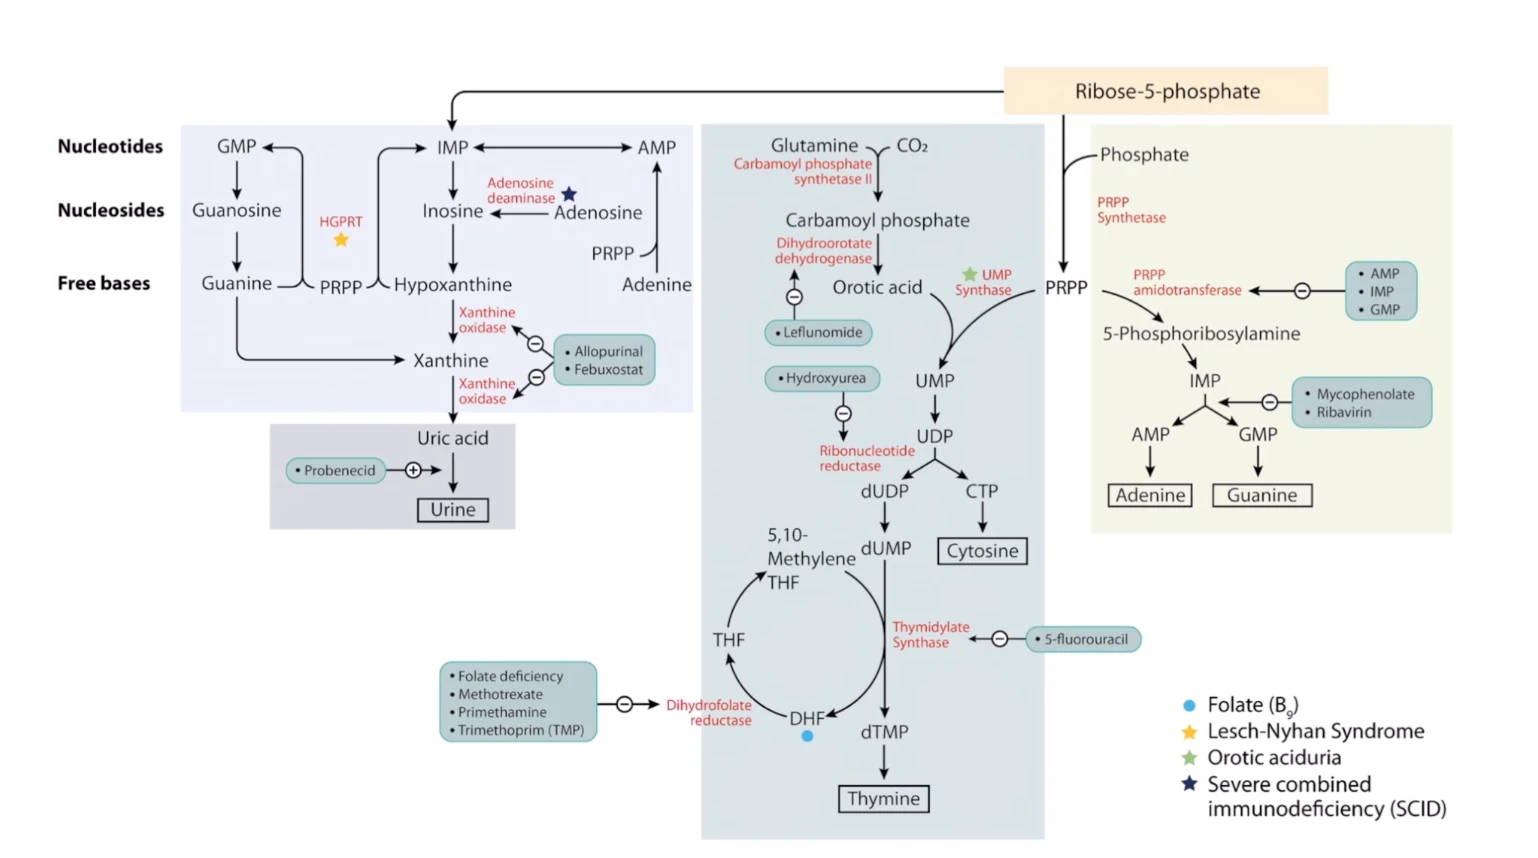 Ribose-5-phosphate
Nucleotides
GMP
IMP
AMP
Adenosine
deaminase
Nucleosides
Guanosine
Inosine
Adenosine
HGPRT
PRPP
Free bases
Guanine
PRPP
Hypoxanthine
Adenine
Xanthine
oxidase
• Allopurinal
• Febuxostat
Xanthine
Xanthine
oxidase
Uric acid
• Probenecid
+
Urine
Glutamine
CO₂
Carbamoyl phosphate
synthetase II
Carbamoyl phosphate
Dihydroorotate
dehydrogenase
Orotic acid
UMP
Synthase
• Leflunomide
• Hydroxyurea
UMP
UDP
Ribonucleotide
reductase
dUDP
CTP
5,10-
Methylene
THF
dUMP
Cytosine
THF
Thymidylate
Synthase
• 5-fluorouracil
• Folate deficiency
• Methotrexate
• Primethamine
• Trimethoprim (TMP)
Dihydrofolate
reductase
DHF
dTMP
Thymine
Phosphate
PRPP
Synthetase
PRPP
PRPP
amidotransferase
• AMP
• IMP
• GMP
5-Phosphoribosylamine
IMP
• Mycophenolate
• Ribavirin
AMP
GMP
Adenine
Guanine
Folate (B₉)
Lesch-Nyhan Syndrome
Orotic aciduria
Severe combined
immunodeficiency (SCID)